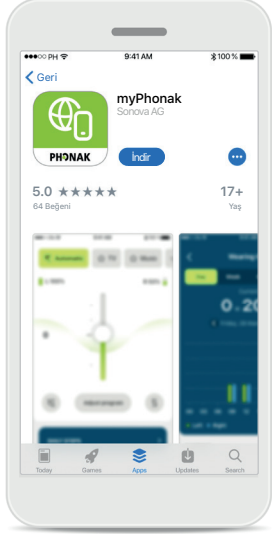 PH 9:41 AM 100 %
Geri
myPhonak
Sonova AG
PHONAK
İndir
5.0 ★★★★★ 17+
64 Beğeni Yaş
Automatic TV Music
Adjust program
Today Games Apps Updates Search